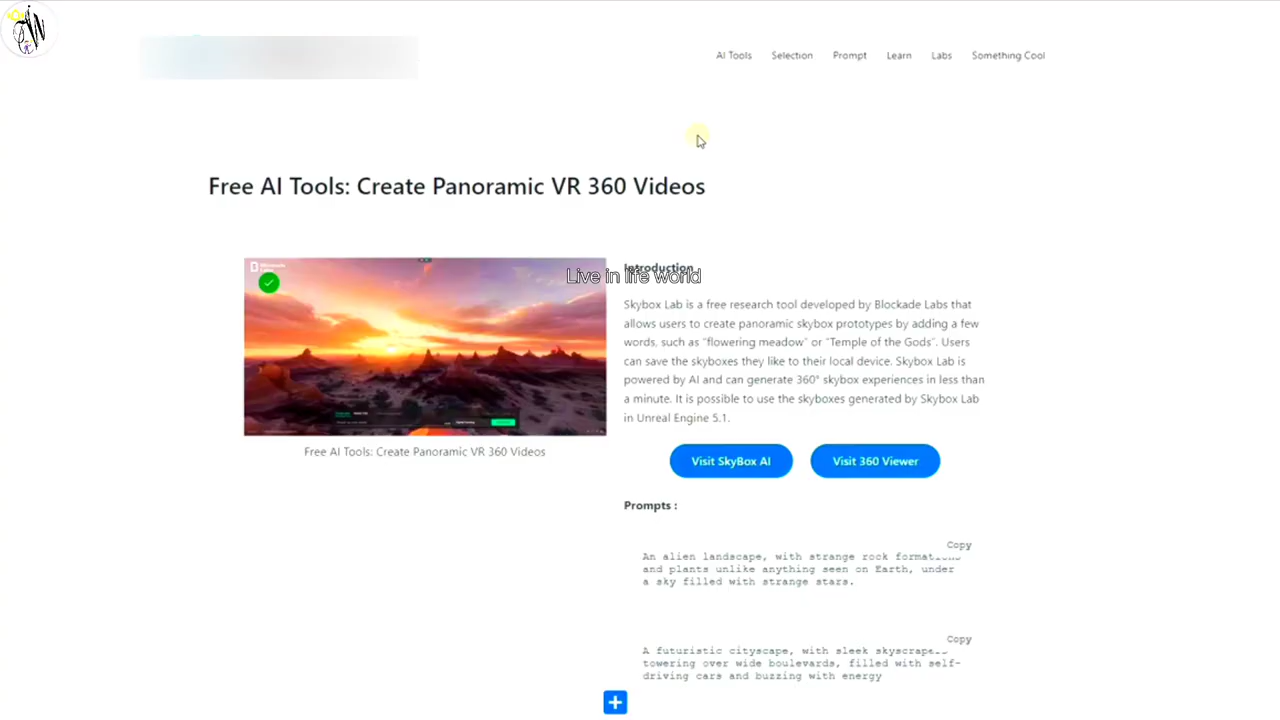 AI Tools Selection Prompt Learn Labs Something Cool
Free AI Tools: Create Panoramic VR 360 Videos
Introduction
Live in life world
Skybox Lab is a free research tool developed by Blockade Labs that
allows users to create panoramic skybox prototypes by adding a few
words, such as "flowering meadow" or "Temple of the Gods". Users
can save the skyboxes they like to their local device. Skybox Lab is
powered by AI and can generate 360° skybox experiences in less than
a minute. It is possible to use the skyboxes generated by Skybox Lab
in Unreal Engine 5.1.
Free AI Tools: Create Panoramic VR 360 Videos
Visit SkyBox AI
Visit 360 Viewer
Prompts :
Copy
An alien landscape, with strange rock formations
and plants unlike anything seen on Earth, under
a sky filled with strange stars.
Copy
A futuristic cityscape, with sleek skyscrapers
towering over wide boulevards, filled with self-
driving cars and buzzing with energy